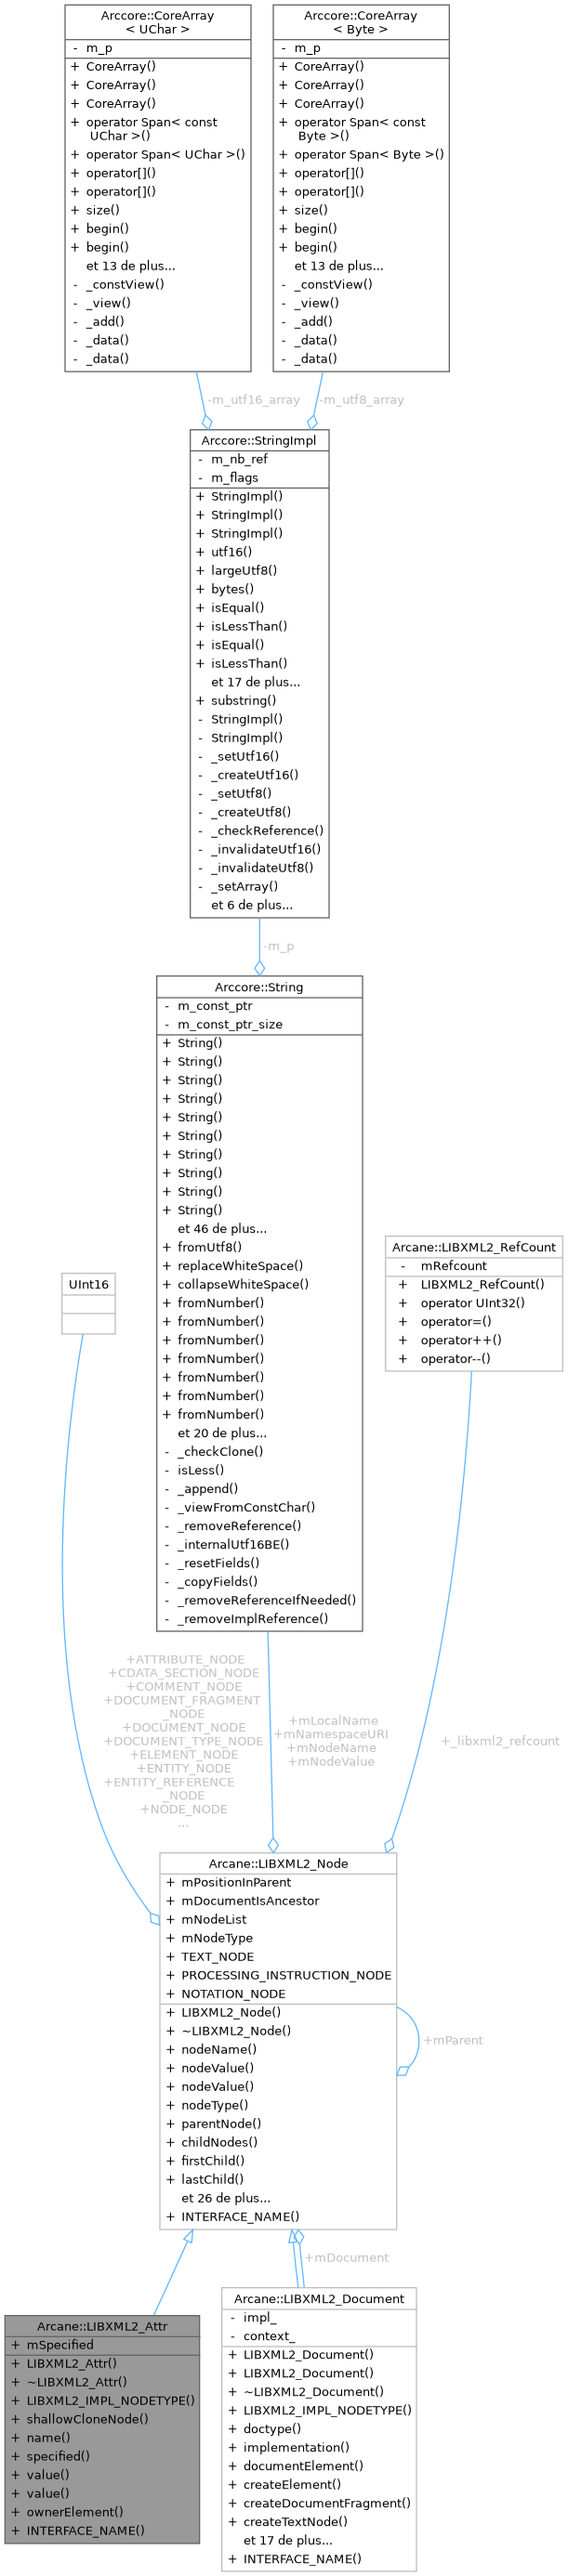 Arccore::CoreArray
< UChar >
- m_p
+ CoreArray()
+ CoreArray()
+ CoreArray()
+ operator Span< const
UChar >()
+ operator Span< UChar >()
+ operator[]()
+ operator[]()
+ size()
+ begin()
+ begin()
et 13 de plus...
- _constView()
- _view()
- _add()
- _data()
- _data()
Arccore::CoreArray
< Byte >
- m_p
+ CoreArray()
+ CoreArray()
+ CoreArray()
+ operator Span< const
Byte >()
+ operator Span< Byte >()
+ operator[]()
+ operator[]()
+ size()
+ begin()
+ begin()
et 13 de plus...
- _constView()
- _view()
- _add()
- _data()
- _data()
-m_utf16_array
-m_utf8_array
Arccore::StringImpl
- m_nb_ref
- m_flags
+ StringImpl()
+ StringImpl()
+ StringImpl()
+ utf16()
+ largeUtf8()
+ bytes()
+ isEqual()
+ isLessThan()
+ isEqual()
+ isLessThan()
et 17 de plus...
+ substring()
- StringImpl()
- StringImpl()
- _setUtf16()
- _createUtf16()
- _setUtf8()
- _createUtf8()
- _checkReference()
- _invalidateUtf16()
- _invalidateUtf8()
- _setArray()
et 6 de plus...
-m_p
Arccore::String
- m_const_ptr
- m_const_ptr_size
+ String()
+ String()
+ String()
+ String()
+ String()
+ String()
+ String()
+ String()
+ String()
+ String()
et 46 de plus...
+ fromUtf8()
+ replaceWhiteSpace()
+ collapseWhiteSpace()
+ fromNumber()
+ fromNumber()
+ fromNumber()
+ fromNumber()
+ fromNumber()
+ fromNumber()
+ fromNumber()
et 20 de plus...
- _checkClone()
- isLess()
- _append()
- _viewFromConstChar()
- _removeReference()
- _internalUtf16BE()
- _resetFields()
- _copyFields()
- _removeReferenceIfNeeded()
- _removeImplReference()
UInt16
Arcane::LIBXML2_RefCount
- mRefcount
+ LIBXML2_RefCount()
+ operator UInt32()
+ operator=()
+ operator++()
+ operator--()
+ATTRIBUTE_NODE
+CDATA_SECTION_NODE
+COMMENT_NODE
+DOCUMENT_FRAGMENT
_NODE
+DOCUMENT_NODE
+DOCUMENT_TYPE_NODE
+ELEMENT_NODE
+ENTITY_NODE
+ENTITY_REFERENCE
_NODE
+NODE_NODE
...
+mLocalName
+mNamespaceURI
+mNodeName
+mNodeValue
+_libxml2_refcount
Arcane::LIBXML2_Node
+ mPositionInParent
+ mDocumentIsAncestor
+ mNodeList
+ mNodeType
+ TEXT_NODE
+ PROCESSING_INSTRUCTION_NODE
+ NOTATION_NODE
+ LIBXML2_Node()
+ ~LIBXML2_Node()
+ nodeName()
+ nodeValue()
+ nodeValue()
+ nodeType()
+ parentNode()
+ childNodes()
+ firstChild()
+ lastChild()
et 26 de plus...
+ INTERFACE_NAME()
+mParent
+mDocument
Arcane::LIBXML2_Attr
+ mSpecified
+ LIBXML2_Attr()
+ ~LIBXML2_Attr()
+ LIBXML2_IMPL_NODETYPE()
+ shallowCloneNode()
+ name()
+ specified()
+ value()
+ value()
+ ownerElement()
+ INTERFACE_NAME()
Arcane::LIBXML2_Document
- impl_
- context_
+ LIBXML2_Document()
+ LIBXML2_Document()
+ ~LIBXML2_Document()
+ LIBXML2_IMPL_NODETYPE()
+ doctype()
+ implementation()
+ documentElement()
+ createElement()
+ createDocumentFragment()
+ createTextNode()
et 17 de plus...
+ INTERFACE_NAME()